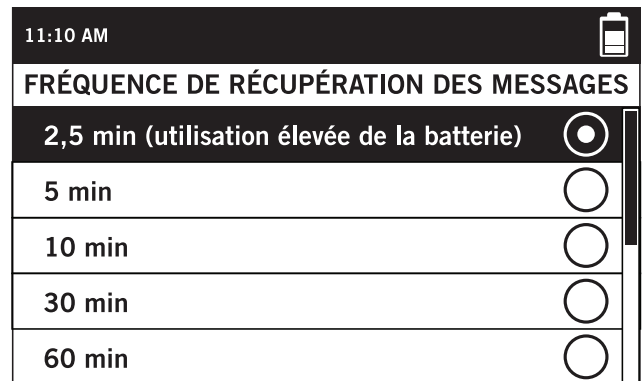 11:10 AM
FRÉQUENCE DE RÉCUPÉRATION DES MESSAGES
2,5 min (utilisation élevée de la batterie)
5 min
10 min
30 min
60 min